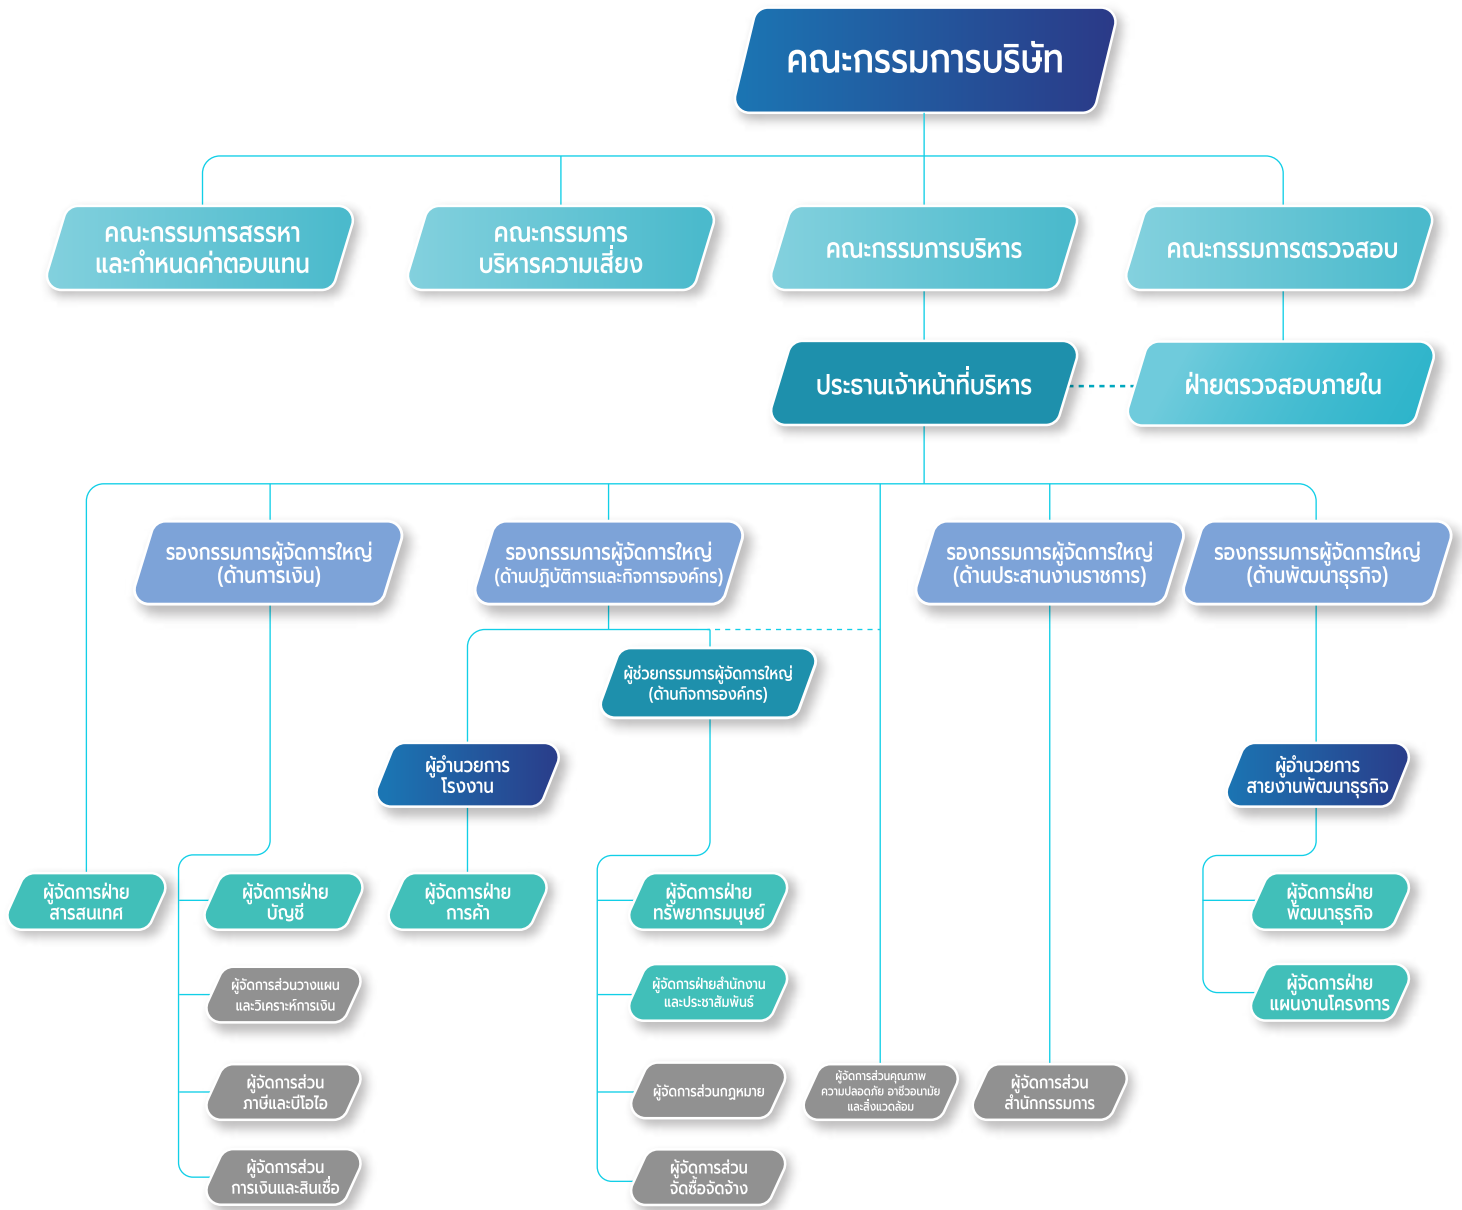 คณะกรรมการบริษัท
คณะกรรมการสรรหา
และกำหนดค่าตอบแทน
คณะกรรมการ
บริหารความเสี่ยง
คณะกรรมการบริหาร
คณะกรรมการตรวจสอบ
ประธานเจ้าหน้าที่บริหาร
ฝ่ายตรวจสอบภายใน
รองกรรมการผู้จัดการใหญ่
(ด้านการเงิน)
รองกรรมการผู้จัดการใหญ่
(ด้านปฏิบัติการและกิจการองค์กร)
รองกรรมการผู้จัดการใหญ่
(ด้านประสานงานราชการ)
รองกรรมการผู้จัดการใหญ่
(ด้านพัฒนาธุรกิจ)
ผู้ช่วยกรรมการผู้จัดการใหญ่
(ด้านกิจการองค์กร)
ผู้อำนวยการ
โรงงาน
ผู้อำนวยการ
สายงานพัฒนาธุรกิจ
ผู้จัดการฝ่าย
สารสนเทศ
ผู้จัดการฝ่าย
บัญชี
ผู้จัดการฝ่าย
การค้า
ผู้จัดการฝ่าย
ทรัพยากรมนุษย์
ผู้จัดการฝ่าย
พัฒนาธุรกิจ
ผู้จัดการส่วนวางแผน
และวิเคราะห์การเงิน
ผู้จัดการฝ่ายสำนักงาน
และประชาสัมพันธ์
ผู้จัดการฝ่าย
แผนงานโครงการ
ผู้จัดการส่วน
ภาษีและบีโอไอ
ผู้จัดการส่วนกฎหมาย
ผู้จัดการส่วนคุณภาพ
ความปลอดภัย อาชีวอนามัย
และสิ่งแวดล้อม
ผู้จัดการส่วน
สำนักกรรมการ
ผู้จัดการส่วน
การเงินและสินเชื่อ
ผู้จัดการส่วน
จัดซื้อจัดจ้าง